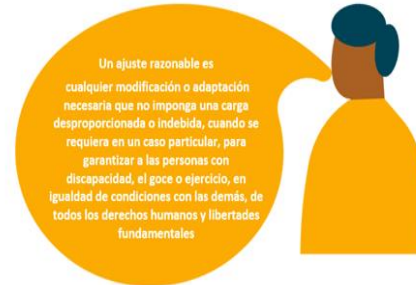 Un ajuste razonable es
cualquier modificación o adaptación
necesaria que no imponga una carga
desproporcionada o indebida, cuando se
requiera en un caso particular, para
garantizar a las personas con
discapacidad, el goce o ejercicio, en
igualdad de condiciones con las demás, de
todos los derechos humanos y libertades
fundamentales